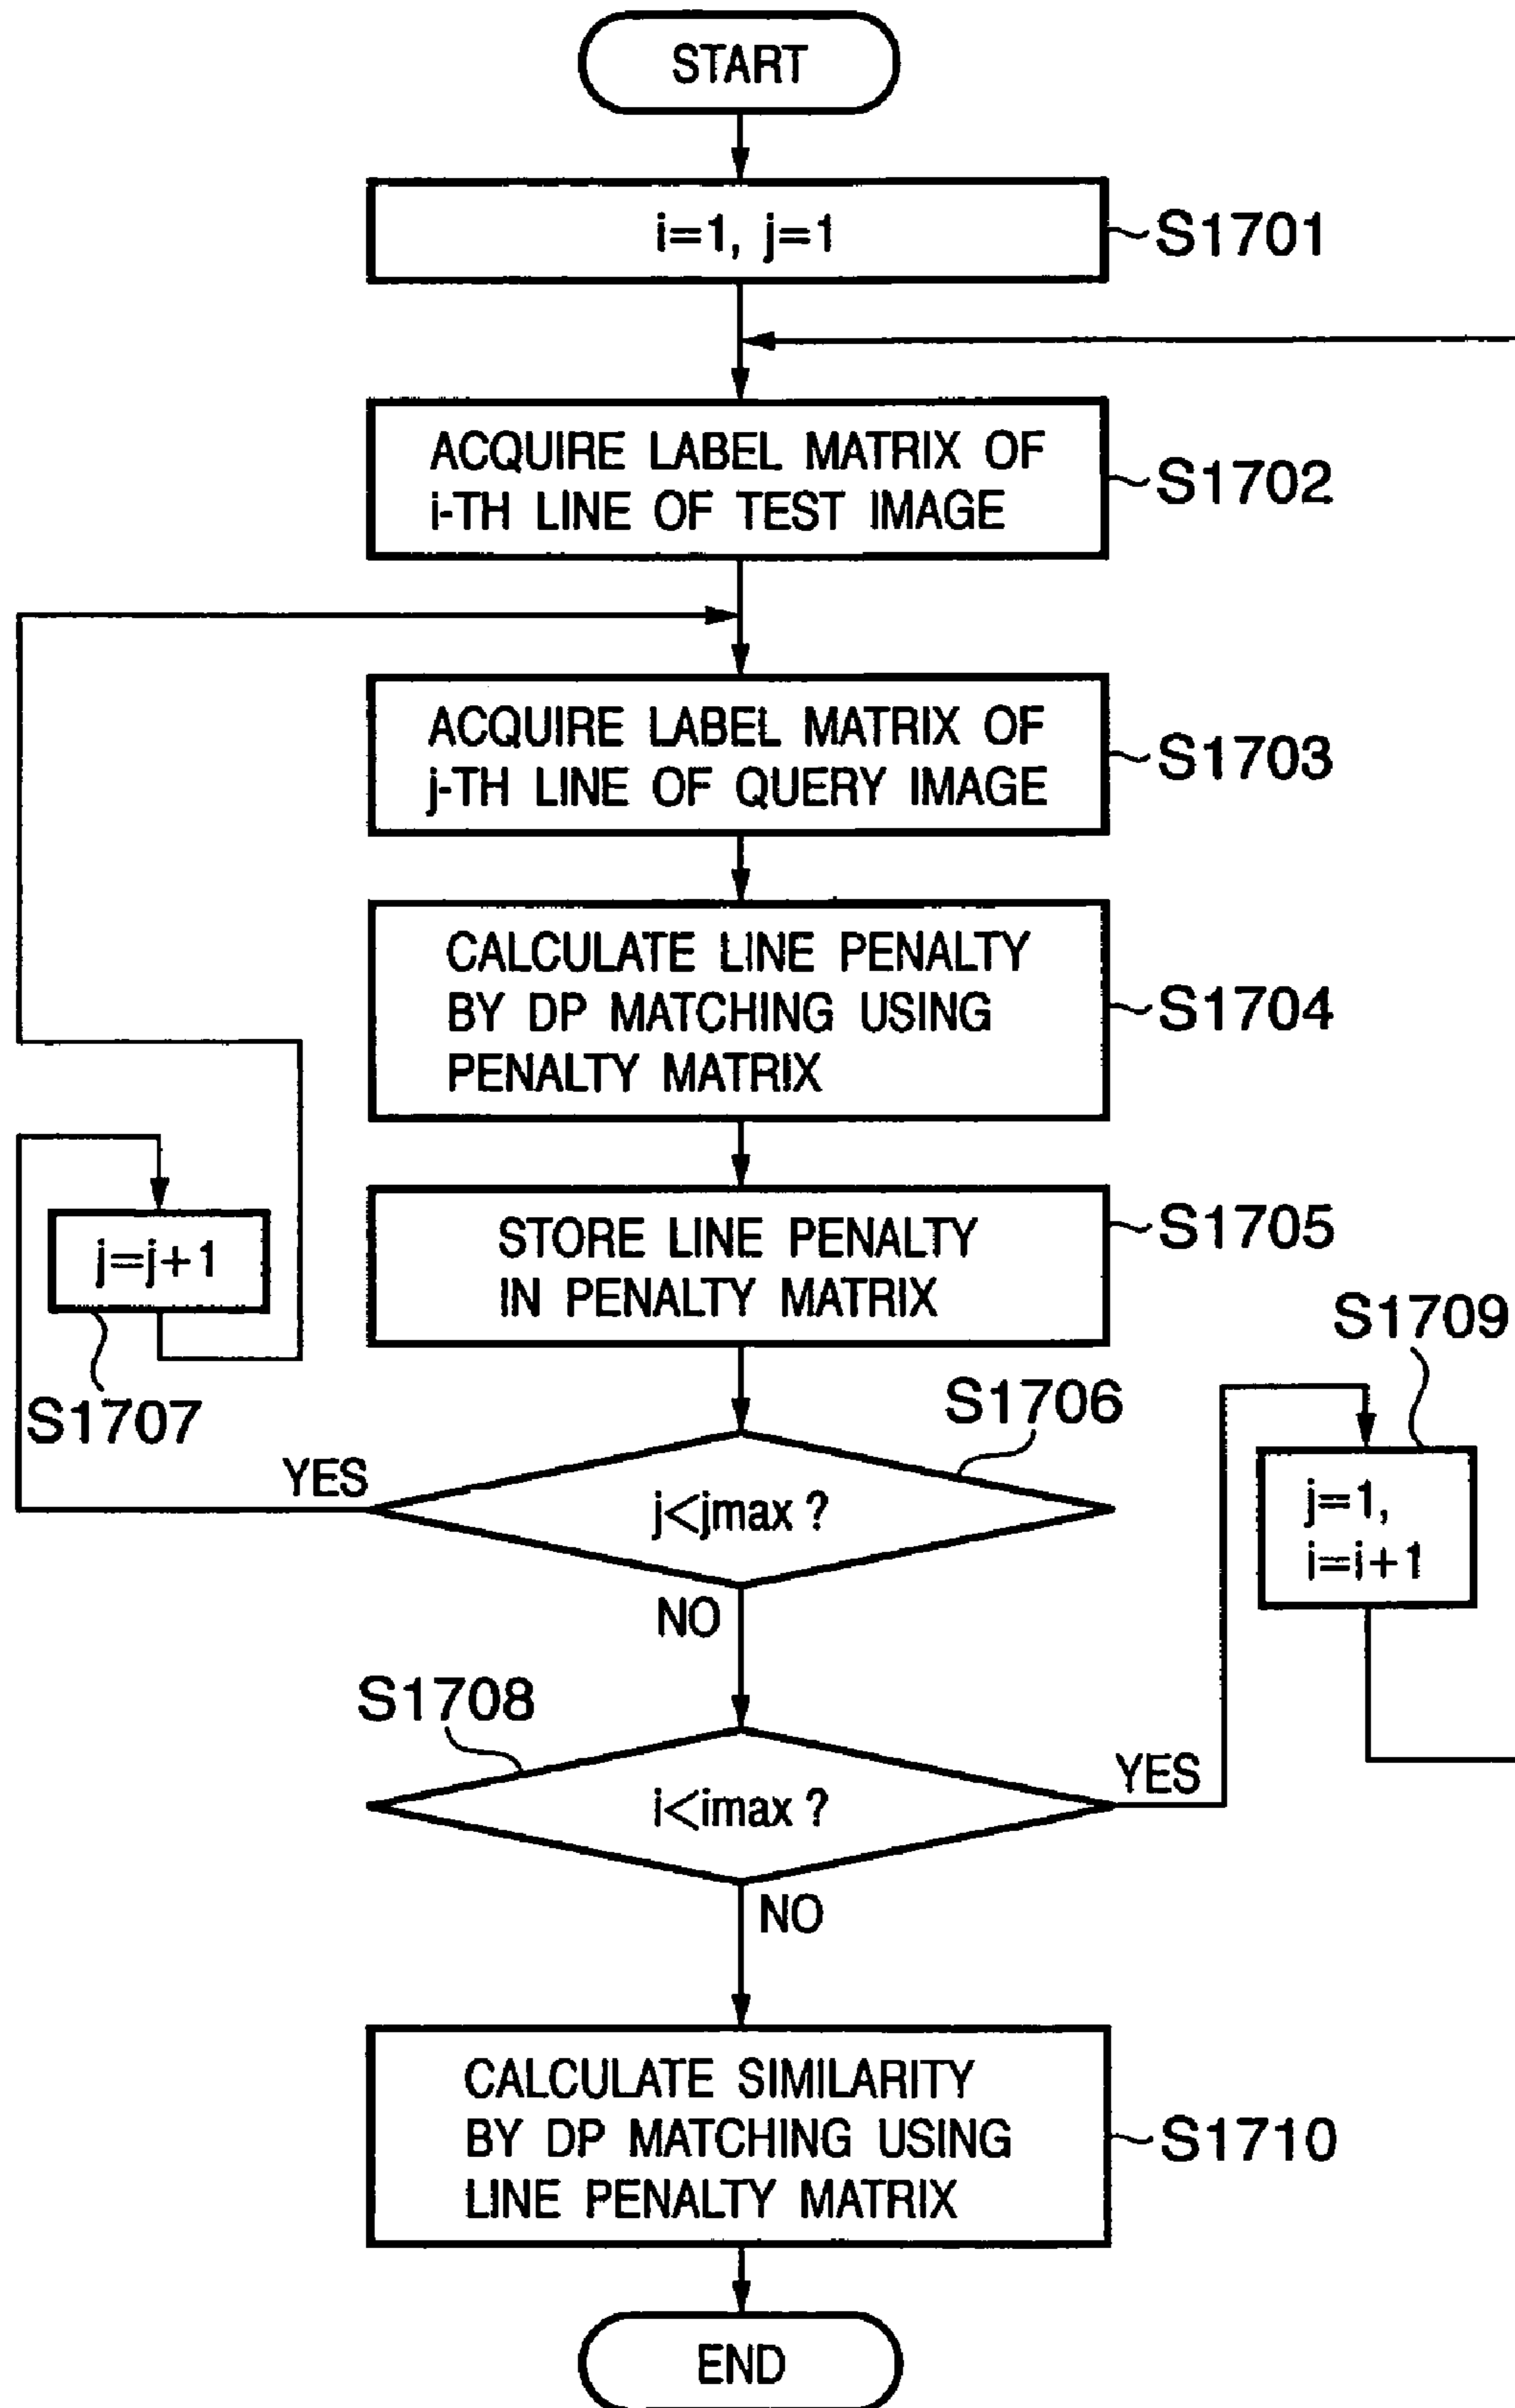 START
i=1, j=1
S1701
ACQUIRE LABEL MATRIX OF
i-TH LINE OF TEST IMAGE
S1702
ACQUIRE LABEL MATRIX OF
j-TH LINE OF QUERY IMAGE
S1703
CALCULATE LINE PENALTY
BY DP MATCHING USING
PENALTY MATRIX
S1704
STORE LINE PENALTY
IN PENALTY MATRIX
S1705
j=j+1
S1707
S1706
YES
j<jmax ?
NO
S1709
j=1,
i=i+1
S1708
i<imax ?
YES
NO
CALCULATE SIMILARITY
BY DP MATCHING USING
LINE PENALTY MATRIX
S1710
END